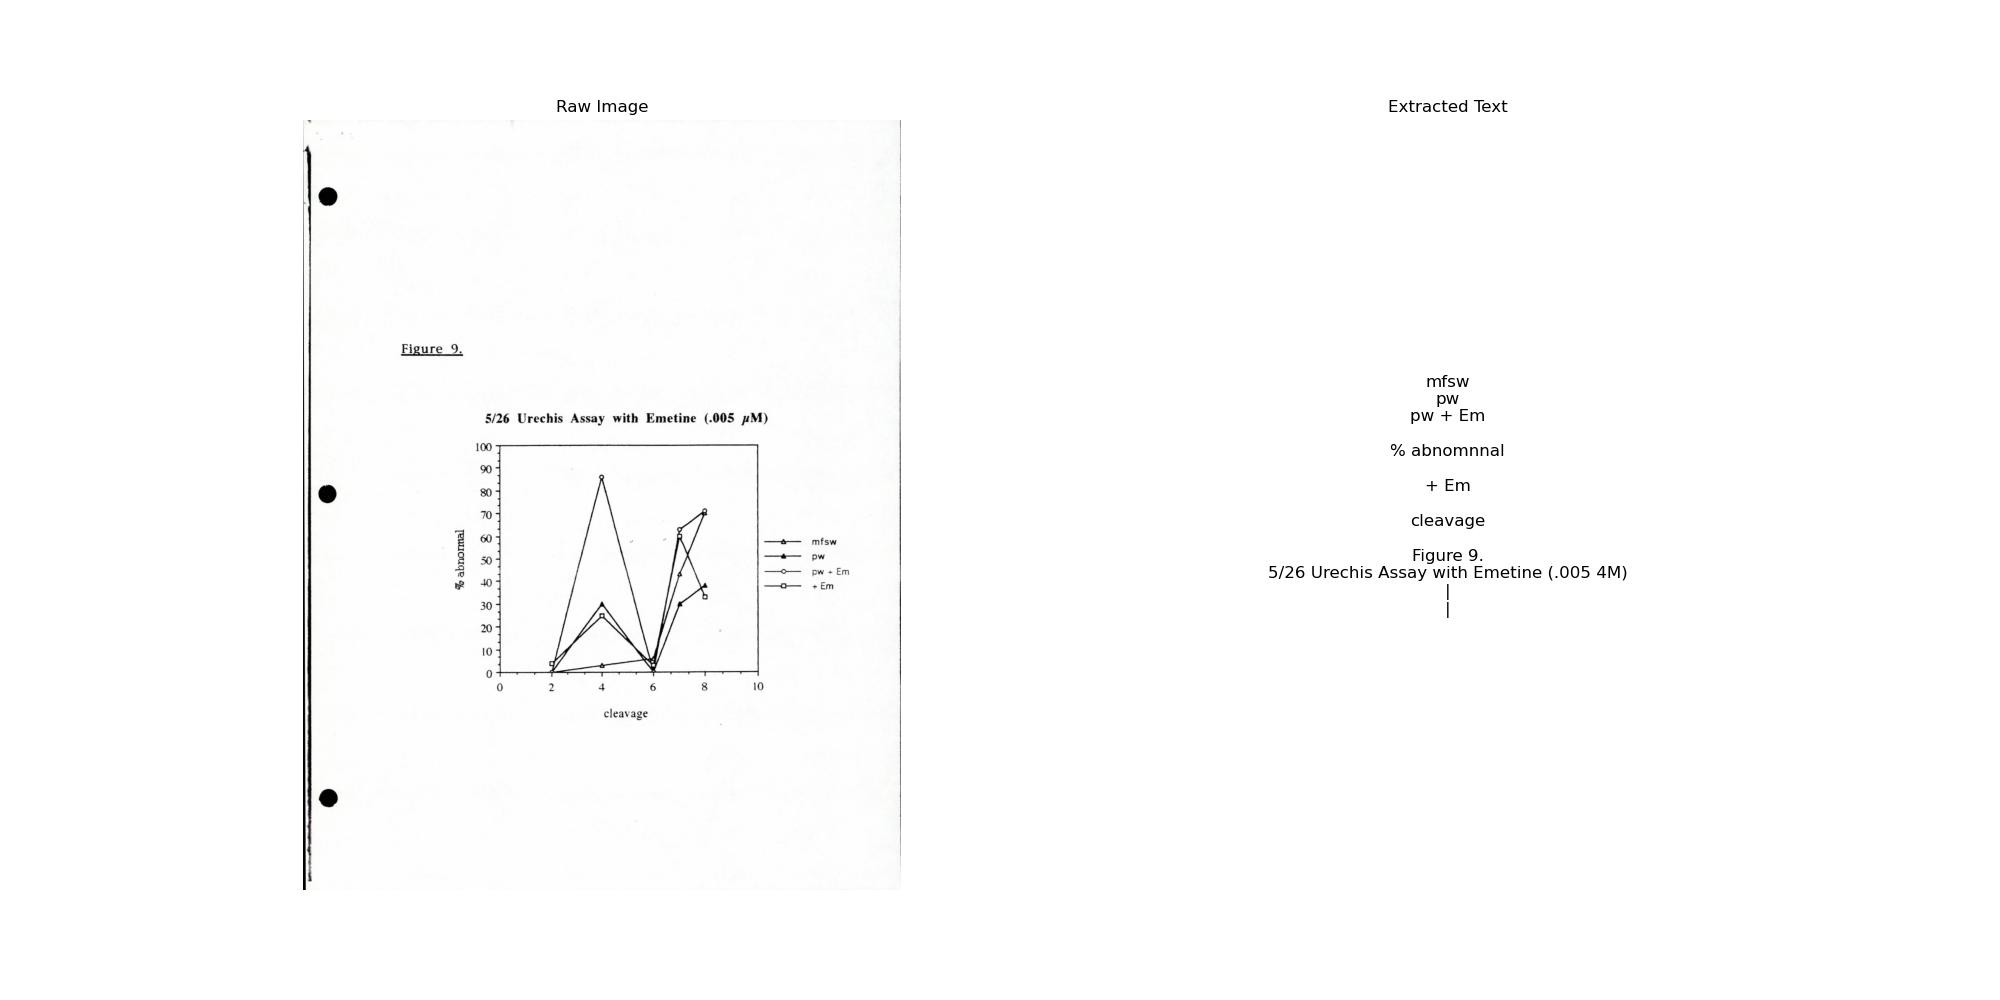 Raw Image
Figure 9.
5/26 Urechis Assay with Emetine (.005 µM)
100
90
80
70
60
50
40
30
20
10
0
% abnormal
0 2 4 6 8 10
cleavage
mfsw
pw
pw + Em
+ Em
Extracted Text
mfsw
pw
pw + Em
% abnomnnal
+ Em
cleavage
Figure 9.
5/26 Urechis Assay with Emetine (.005 4M)
|
|